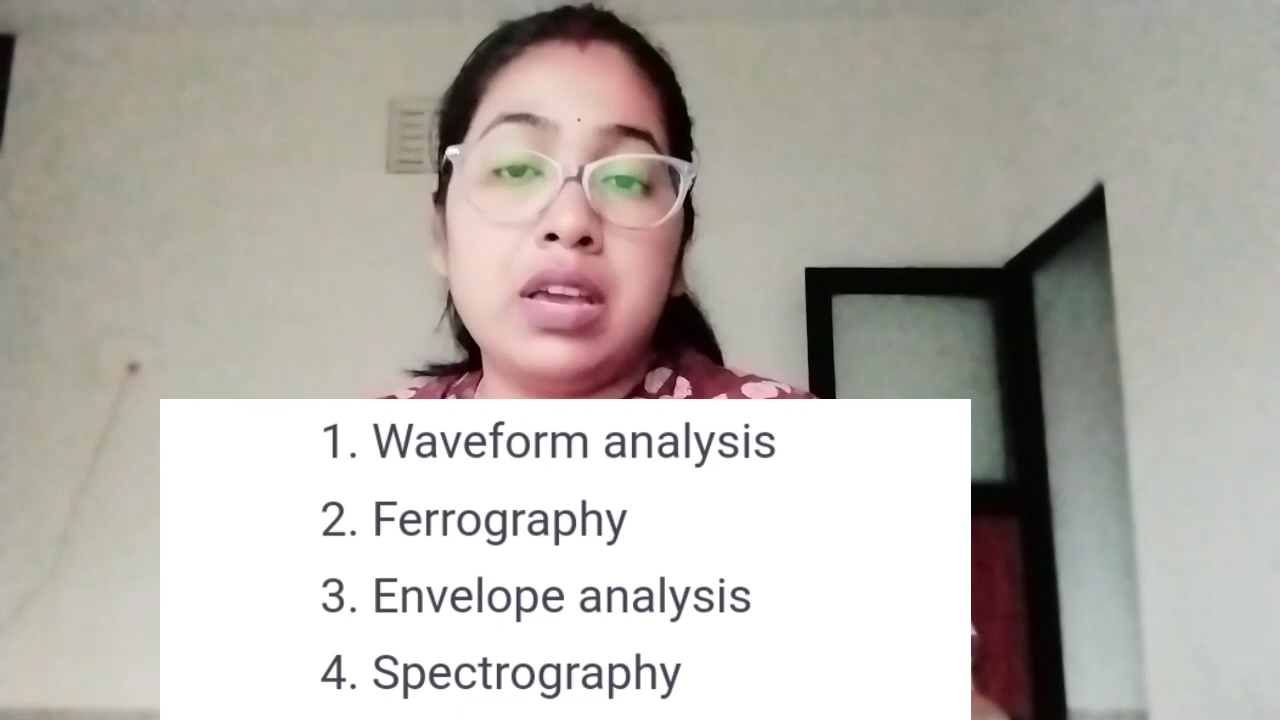 1. Waveform analysis
2. Ferrography
3. Envelope analysis
4. Spectrography